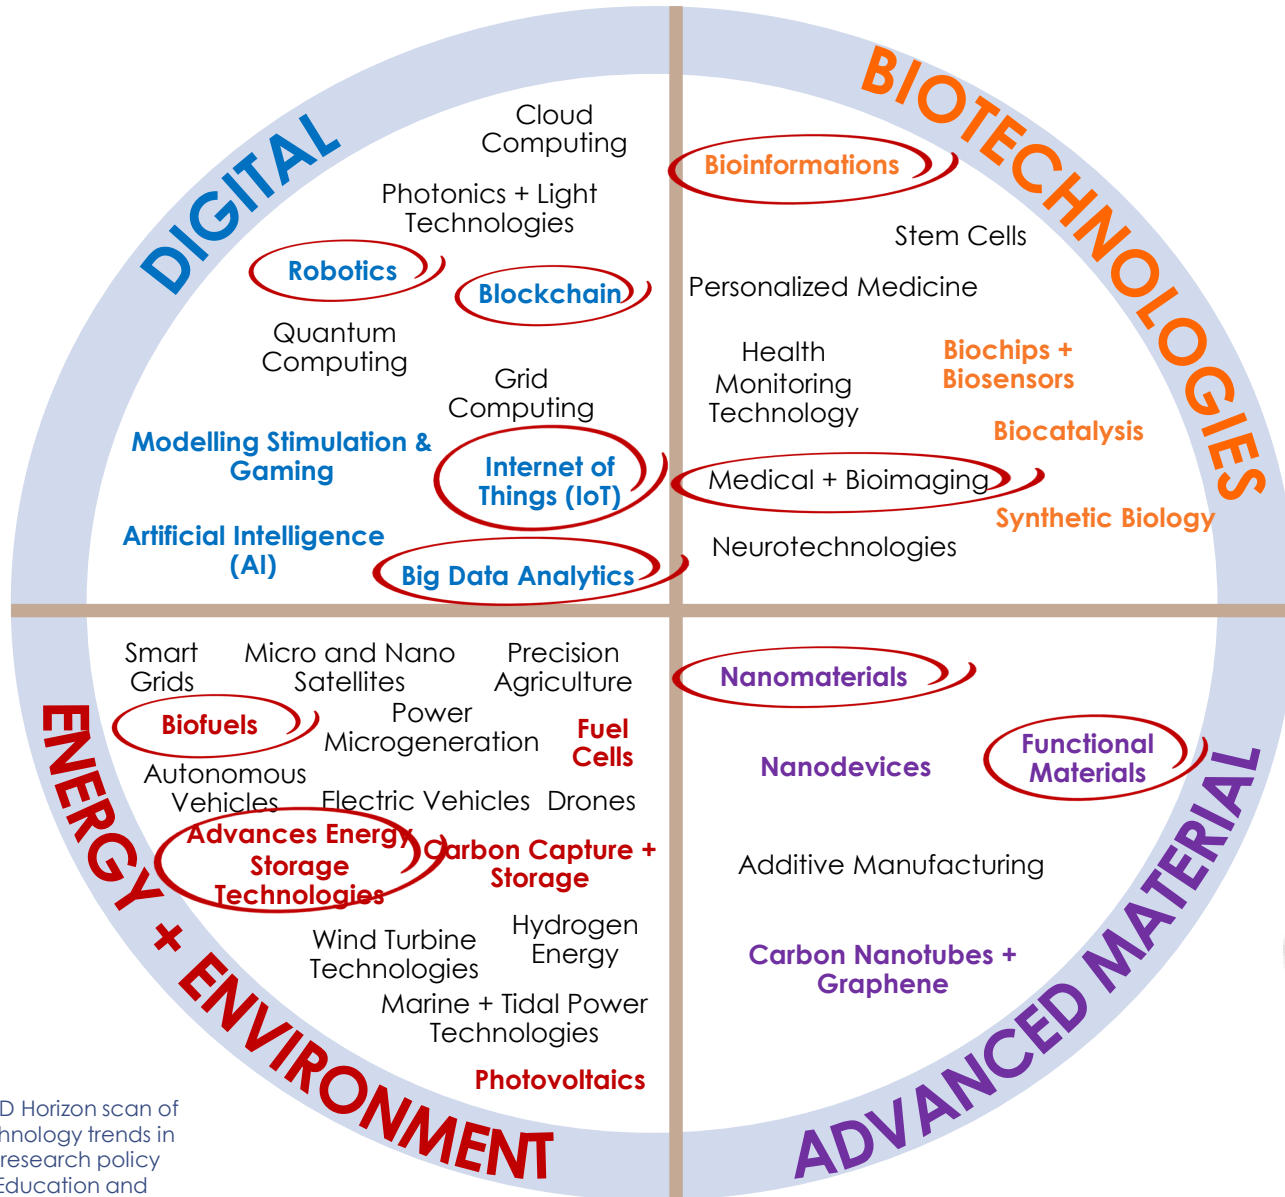 DIGITAL
Cloud
Computing
Photonics + Light
Technologies
Robotics
Blockchain
Quantum
Computing
Grid
Computing
Modelling Stimulation &
Gaming
Internet of
Things (IoT)
Artificial Intelligence
(AI)
Big Data Analytics
BIOTECHNOLOGIES
Bioinformations
Stem Cells
Personalized Medicine
Health
Monitoring
Technology
Biochips +
Biosensors
Biocatalysis
Medical + Bioimaging
Synthetic Biology
Neurotechnologies
ENERGY + ENVIRONMENT
Smart
Grids
Micro and Nano
Satellites
Precision
Agriculture
Biofuels
Power
Microgeneration
Fuel
Cells
Autonomous
Vehicles
Electric Vehicles
Drones
Advances Energy
Storage
Technologies
Carbon Capture +
Storage
Wind Turbine
Technologies
Hydrogen
Energy
Marine + Tidal Power
Technologies
Photovoltaics
ADVANCED MATERIAL
Nanomaterials
Functional
Materials
Nanodevices
Additive Manufacturing
Carbon Nanotubes +
Graphene
D Horizon scan of
hnology trends in
research policy
Education and